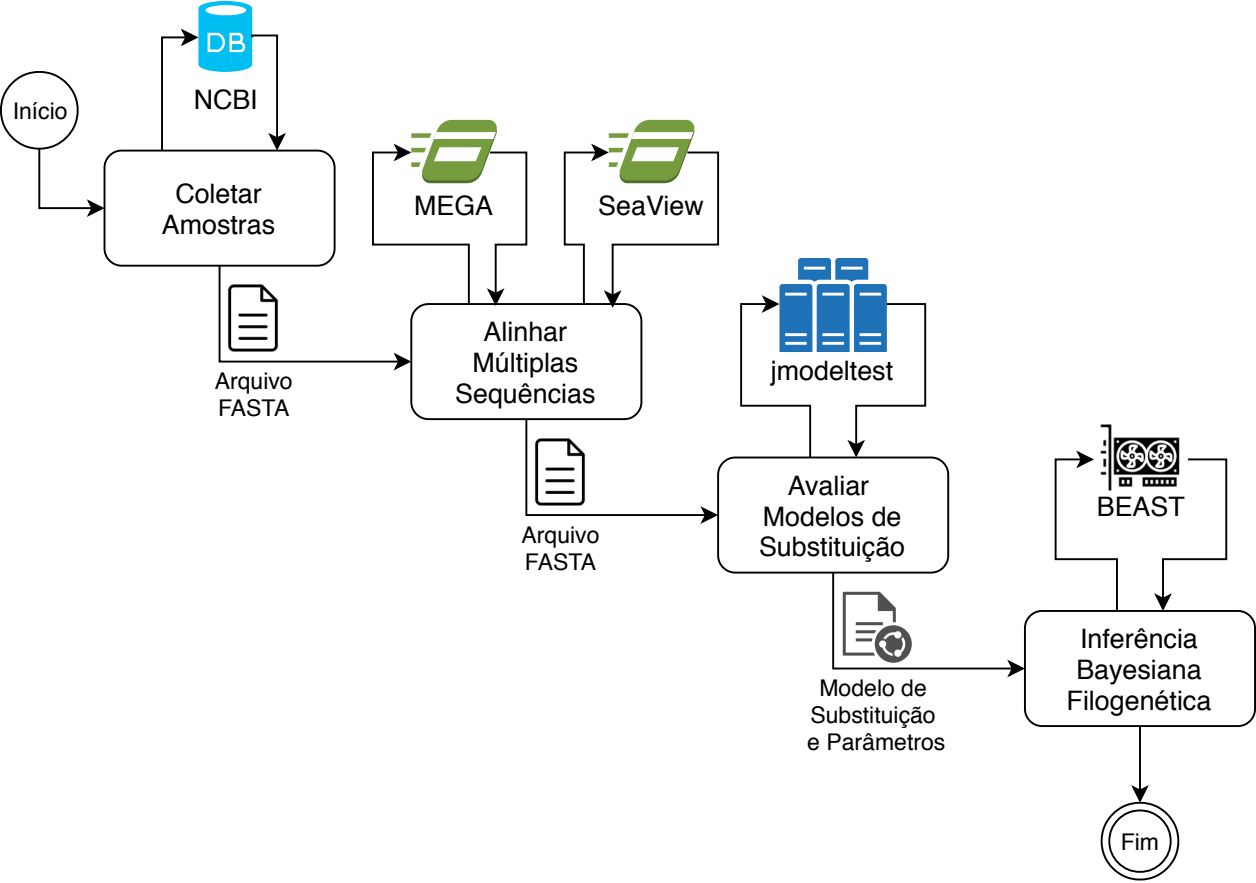 DB
NCBI
Início
Coletar
Amostras
MEGA
SeaView
Arquivo
FASTA
Alinhar
Múltiplas
Sequências
jmodeltest
Arquivo
FASTA
Avaliar
Modelos de
Substituição
BEAST
Modelo de
Substituição
e Parâmetros
Inferência
Bayesiana
Filogenética
Fim